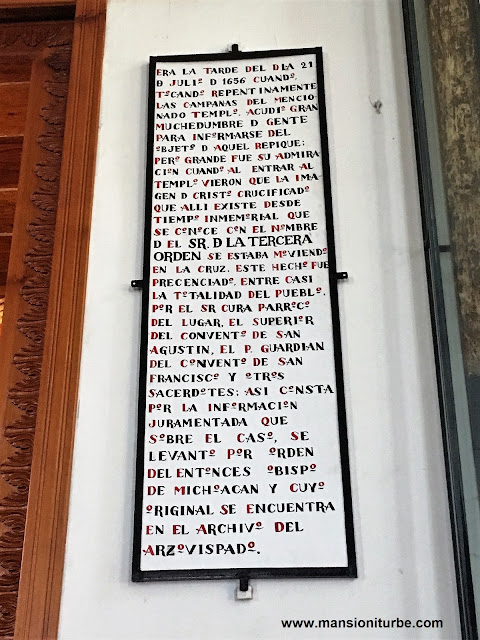 ERA LA TARDE DEL DIA 21
D JULIO D 1656 CUANDO,
TOCANDO REPENTINAMENTE
LAS CAMPANAS DEL MENCIO-
NADO TEMPLO, ACUDIO GRAN
MUCHEDUMBRE D GENTE
PARA INFORMARSE DEL
OBJETO D AQUEL REPIQUE;
PERO GRANDE FUE SU ADMIRA
CION CUANDO AL ENTRAR AL
TEMPLO VIERON QUE LA IMA-
GEN D CRISTO CRUCIFICADO
QUE ALLI EXISTE DESDE
TIEMPO INMEMORIAL QUE
SE CONOCE CON EL NOMBRE
D EL SR. D LA TERCERA
ORDEN SE ESTABA MOVIENDO
EN LA CRUZ. ESTE HECHO FUE
PRECENCIADO, ENTRE CASI
LA TOTALIDAD DEL PUEBLO,
POR EL SR CURA PARROCO
DEL LUGAR, EL SUPERIOR
DEL CONVENTO DE SAN
AGUSTIN, EL P. GUARDIAN
DEL CONVENTO DE SAN
FRANCISCO Y OTROS
SACERDOTES; ASI CONSTA
POR LA INFORMACION
JURAMENTADA QUE
SOBRE EL CASO, SE
LEVANTO POR ORDEN
DEL ENTONCES OBISPO
DE MICHOACAN Y CUYO
ORIGINAL SE ENCUENTRA
EN EL ARCHIVO DEL
ARZOVISPADO.
www.mansioniturbe.com